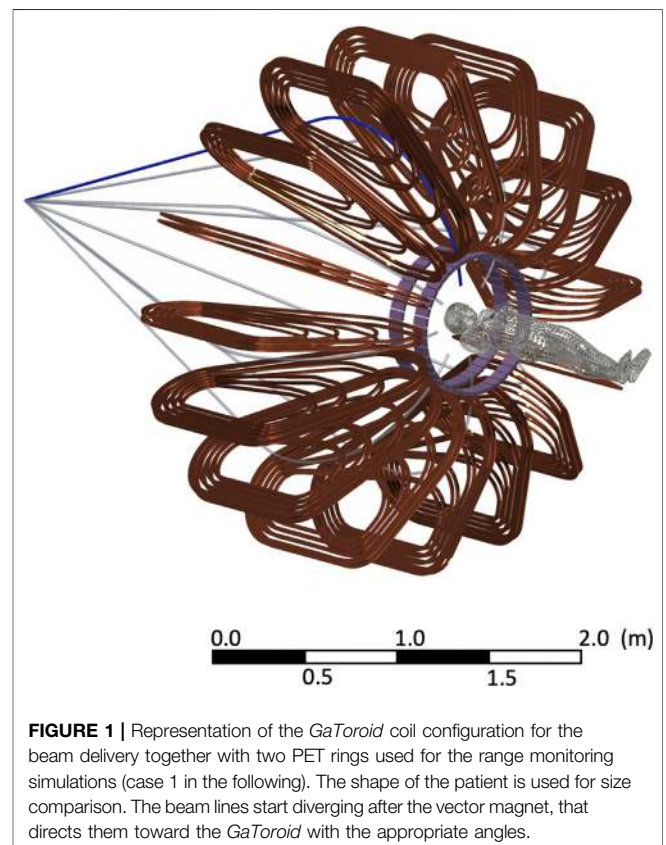 0.0 1.0 2.0 (m)
0.5 1.5
FIGURE 1 | Representation of the GaToroid coil configuration for the
beam delivery together with two PET rings used for the range monitoring
simulations (case 1 in the following). The shape of the patient is used for size
comparison. The beam lines start diverging after the vector magnet, that
directs them toward the GaToroid with the appropriate angles.